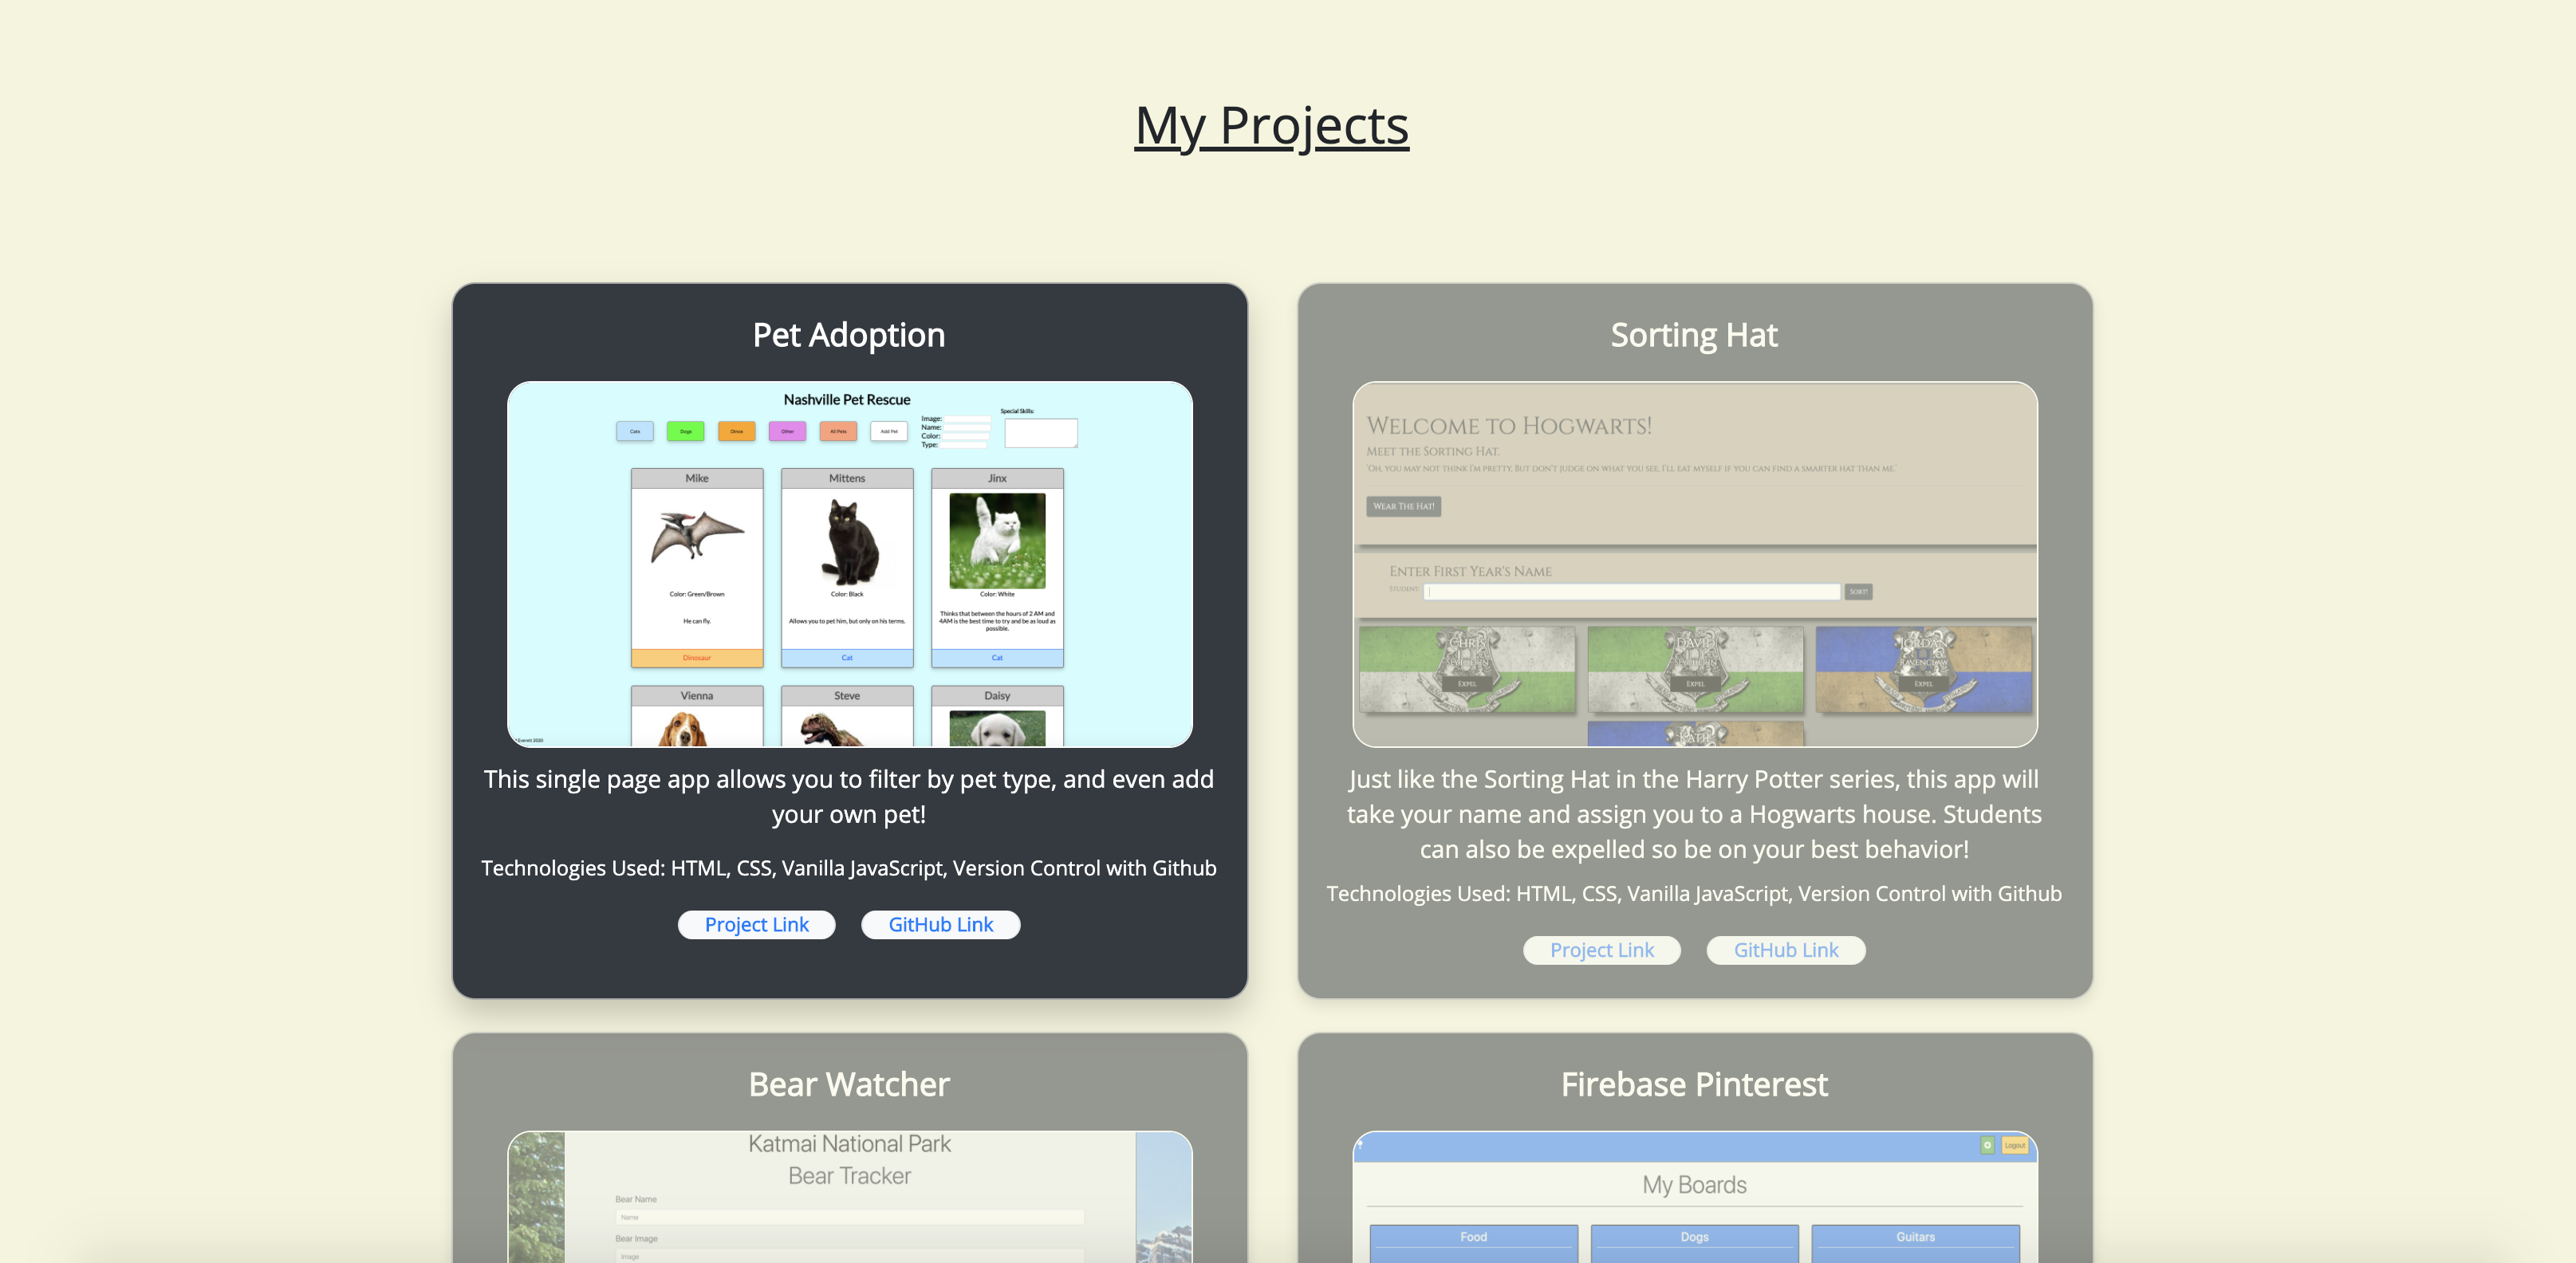 My Projects
Pet Adoption
Nashville Pet Rescue
Cats
Dogs
Dinos
Other
All Pets
Add Pet
Image:
Name:
Color:
Type:
Special Skills:
Mike
Mittens
Jinx
Color: Green/Brown
Color: Black
Color: White
He can fly.
Allows you to pet him, but only on his terms.
Thinks that between the hours of 2 AM and
4AM is the best time to try and be as loud as
possible.
Dinosaur
Cat
Cat
Vienna
Steve
Daisy
Everett 2020
This single page app allows you to filter by pet type, and even add
your own pet!
Technologies Used: HTML, CSS, Vanilla JavaScript, Version Control with Github
Project Link
GitHub Link
Sorting Hat
Welcome to Hogwarts!
Meet the Sorting Hat.
'Oh, you may not think I'm pretty, but don't judge on what you see, I'll eat myself if you can find a smarter hat than me.'
Wear The Hat!
Enter First Year's Name
Student:
Sort!
Chris
Slytherin
Expel
David
Slytherin
Expel
Jordan
Ravenclaw
Expel
Katie
Just like the Sorting Hat in the Harry Potter series, this app will
take your name and assign you to a Hogwarts house. Students
can also be expelled so be on your best behavior!
Technologies Used: HTML, CSS, Vanilla JavaScript, Version Control with Github
Project Link
GitHub Link
Bear Watcher
Katmai National Park
Bear Tracker
Bear Name
Name
Bear Image
Image
Firebase Pinterest
Logout
My Boards
Food
Dogs
Guitars